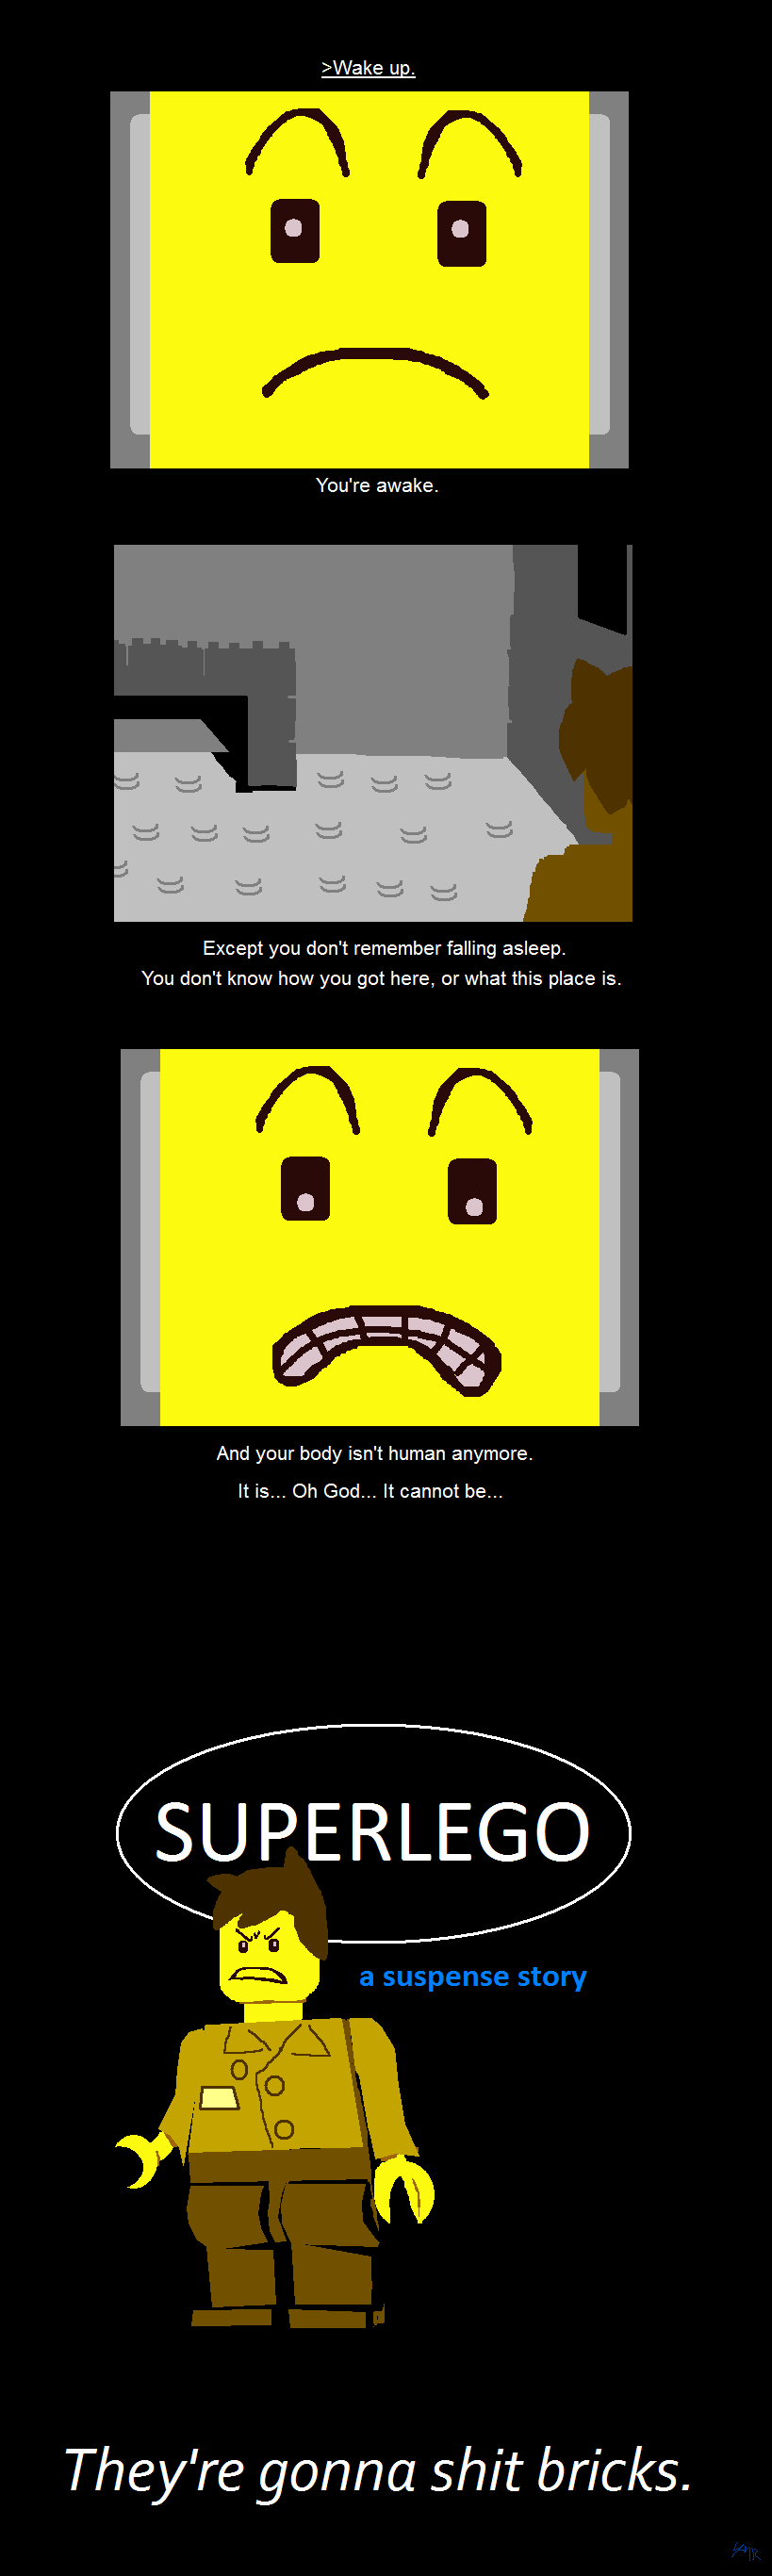 >Wake up.
You're awake.
Except you don't remember falling asleep.
You don't know how you got here, or what this place is.
And your body isn't human anymore.
It is... Oh God... It cannot be...
SUPERLEGO
a suspense story
They're gonna shit bricks.